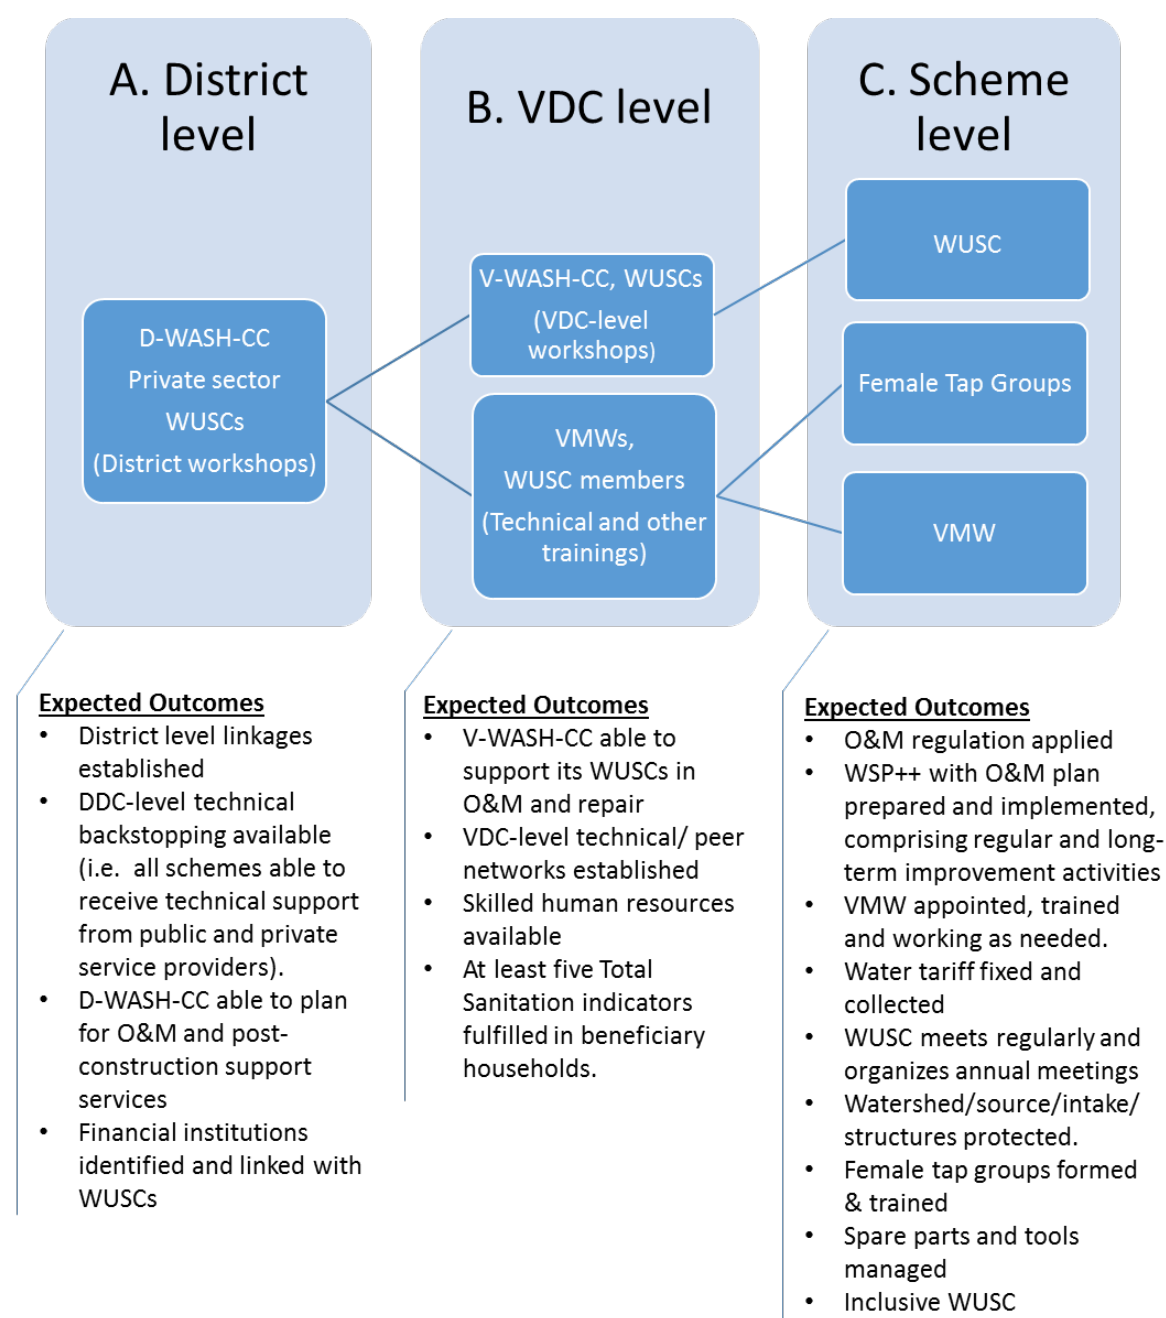 A. District
level
D-WASH-CC
Private sector
WUSCs
(District workshops)
B. VDC level
V-WASH-CC, WUSCs
(VDC-level
workshops)
VMWs,
WUSC members
(Technical and other
trainings)
C. Scheme
level
WUSC
Female Tap Groups
VMW
Expected Outcomes
• District level linkages
established
• DDC-level technical
backstopping available
(i.e. all schemes able to
receive technical support
from public and private
service providers).
• D-WASH-CC able to plan
for O&M and post-
construction support
services
• Financial institutions
identified and linked with
WUSCs
Expected Outcomes
• V-WASH-CC able to
support its WUSCs in
O&M and repair
• VDC-level technical/ peer
networks established
• Skilled human resources
available
• At least five Total
Sanitation indicators
fulfilled in beneficiary
households.
Expected Outcomes
• O&M regulation applied
• WSP++ with O&M plan
prepared and implemented,
comprising regular and long-
term improvement activities
• VMW appointed, trained
and working as needed.
• Water tariff fixed and
collected
• WUSC meets regularly and
organizes annual meetings
• Watershed/source/intake/
structures protected.
• Female tap groups formed
& trained
• Spare parts and tools
managed
• Inclusive WUSC